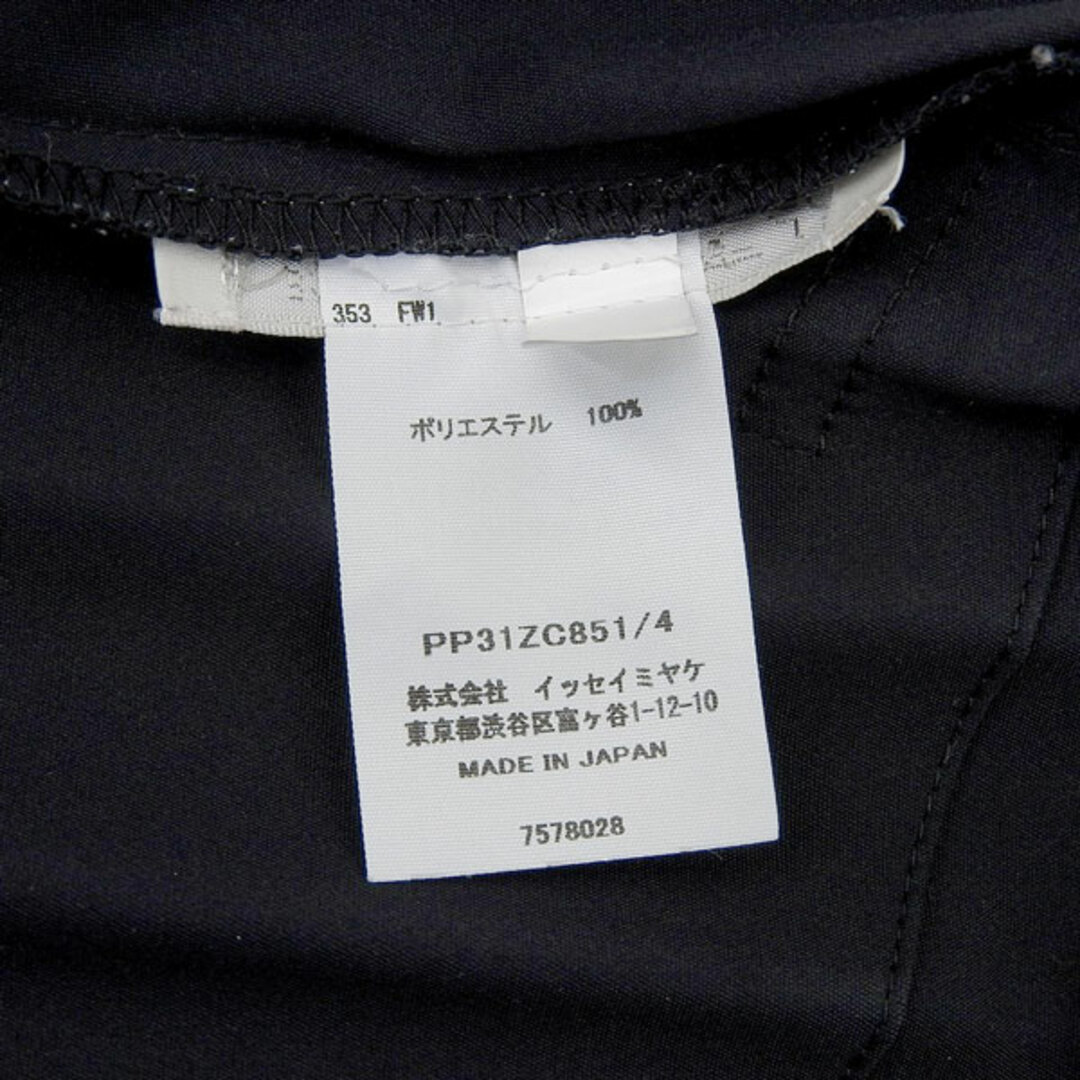 353 FW1
ポリエステル 100%
PP31ZC851/4
株式会社 イッセイミヤケ
東京都渋谷区富ヶ谷1-12-10
MADE IN JAPAN
7578028